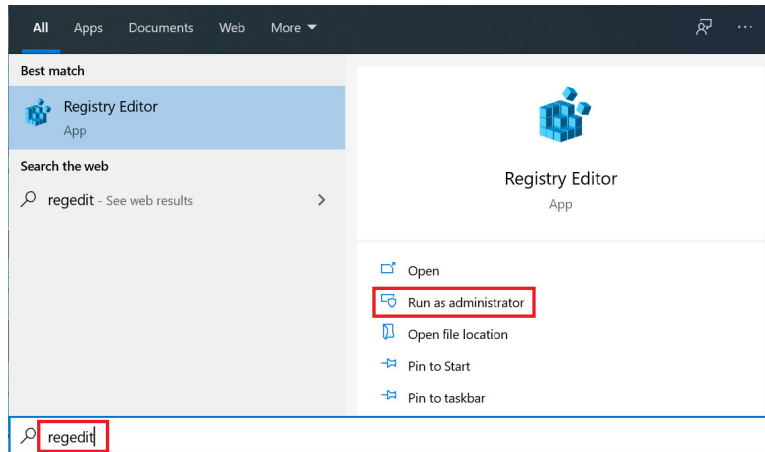 All Apps Documents Web More
Best match
Registry Editor
App
Search the web
regedit - See web results
Registry Editor
App
Open
Run as administrator
Open file location
Pin to Start
Pin to taskbar
regedit